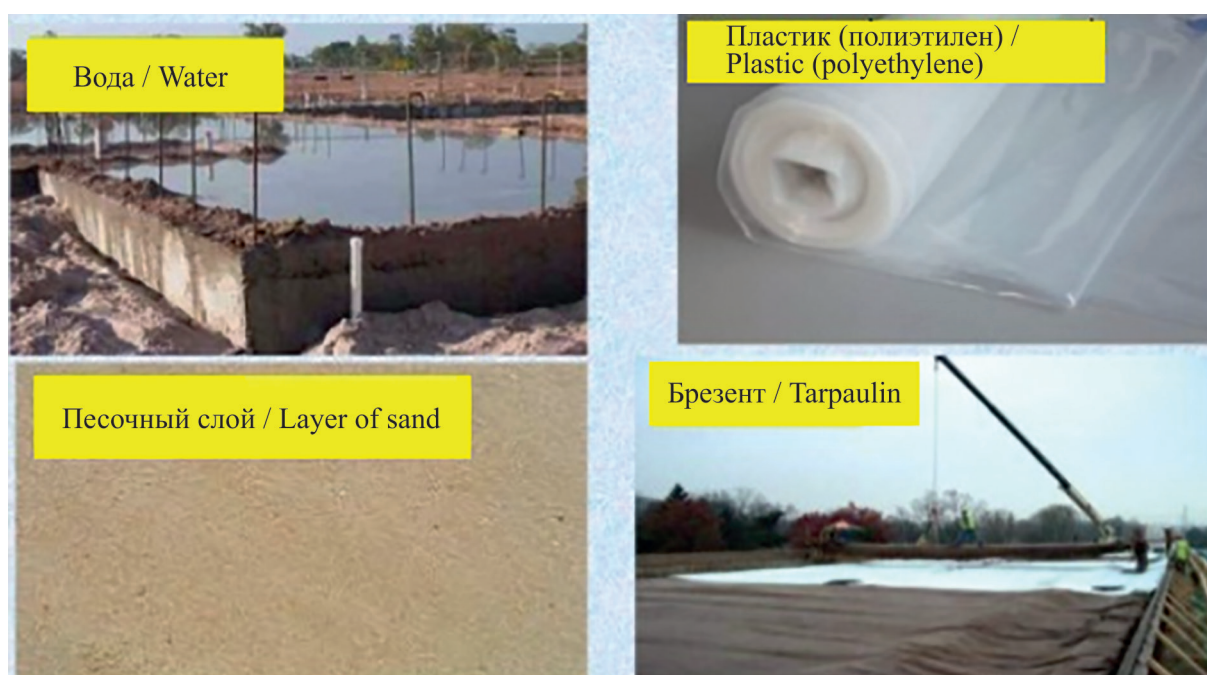 Вода / Water
Пластик (полиэтилен) /
Plastic (polyethylene)
Песочный слой / Layer of sand
Брезент / Tarpaulin